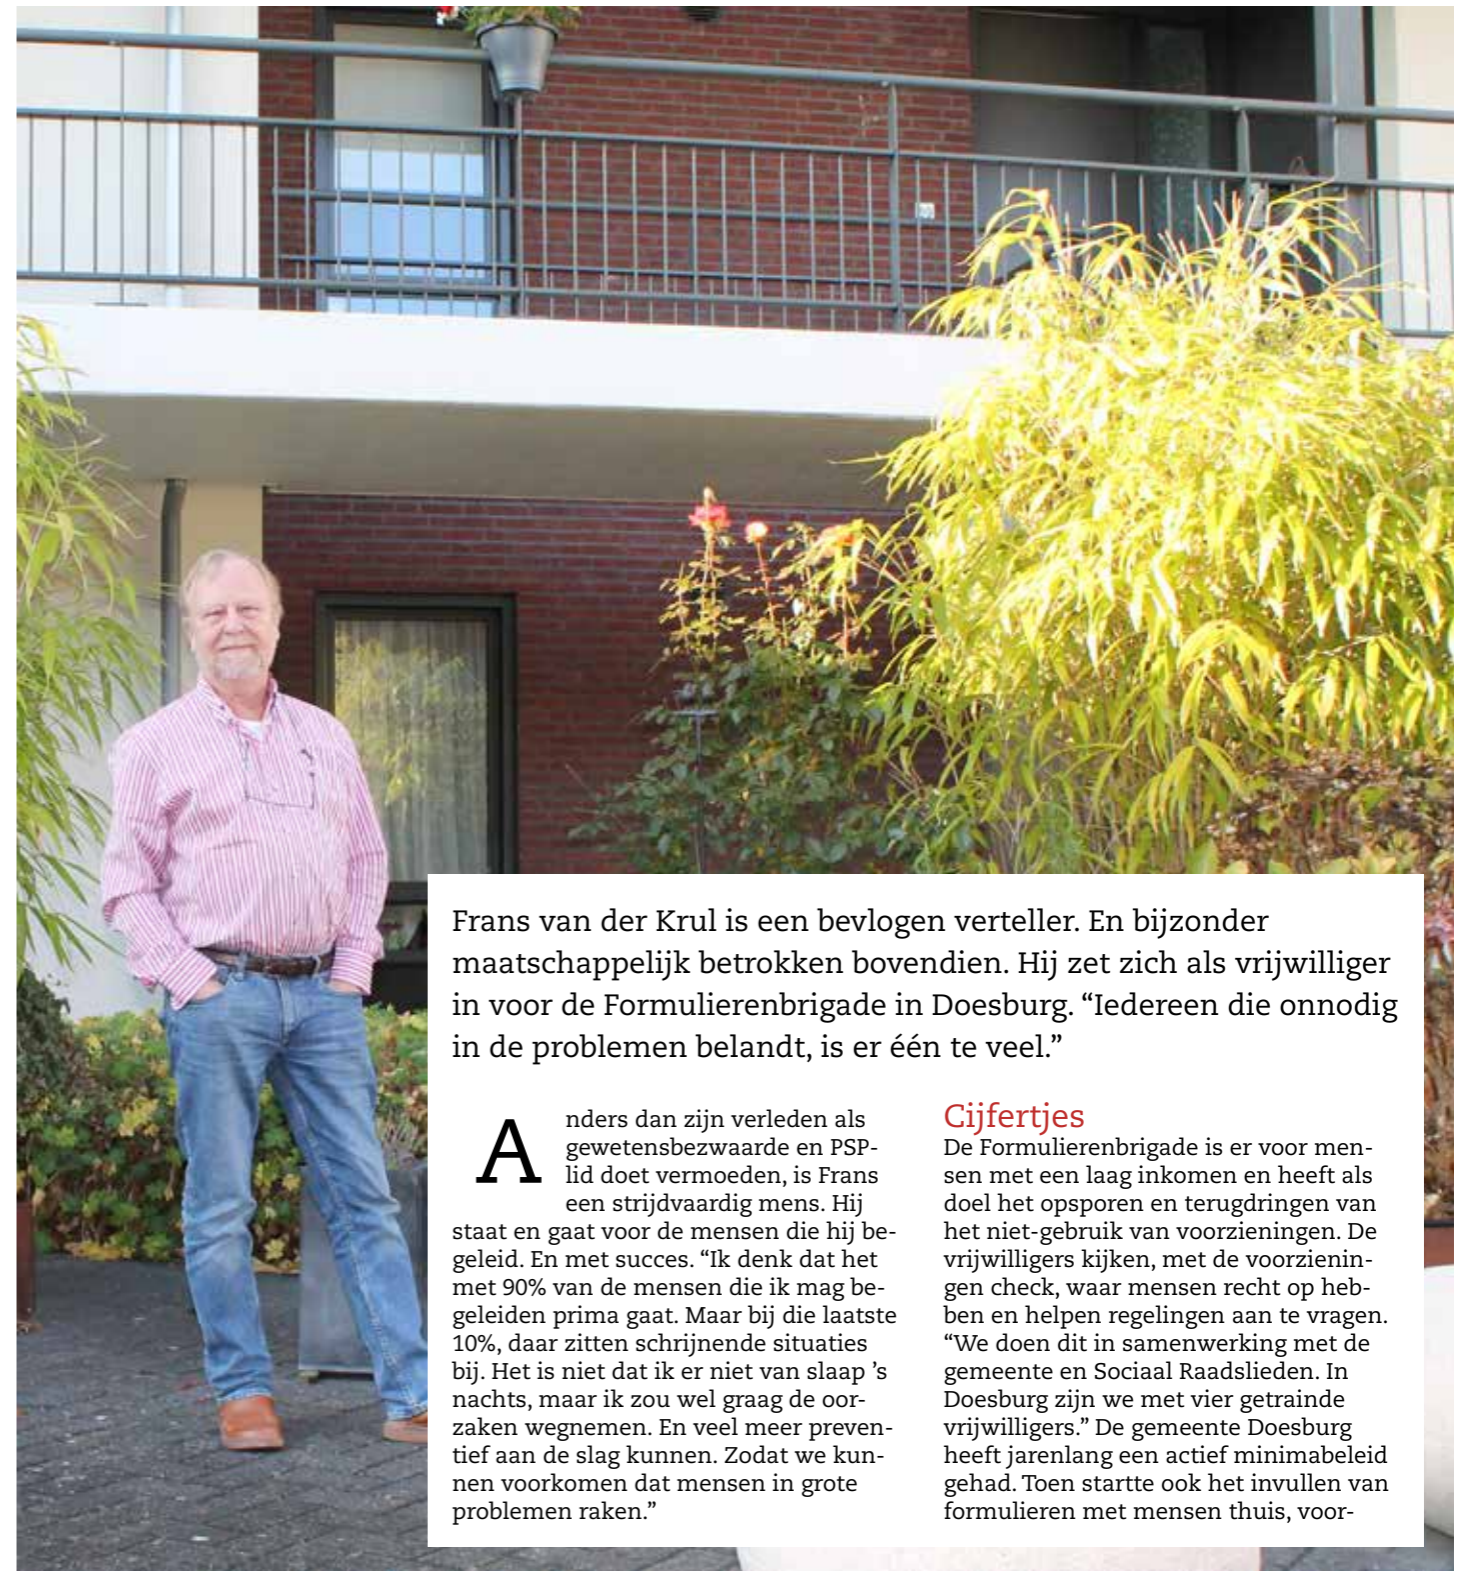 Frans van der Krul is een bevlogen verteller. En bijzonder
maatschappelijk betrokken bovendien. Hij zet zich als vrijwilliger
in voor de Formulierenbrigade in Doesburg. “Iedereen die onnodig
in de problemen belandt, is er één te veel.”
Anders dan zijn verleden als
gewetensbezwaarde en PSP-
lid doet vermoeden, is Frans
een strijdvaardig mens. Hij
staat en gaat voor de mensen die hij be-
geleid. En met succes. “Ik denk dat het
met 90% van de mensen die ik mag be-
geleiden prima gaat. Maar bij die laatste
10%, daar zitten schrijnende situaties
bij. Het is niet dat ik er niet van slaap ’s
nachts, maar ik zou wel graag de oor-
zaken wegnemen. En veel meer preven-
tief aan de slag kunnen. Zodat we kun-
nen voorkomen dat mensen in grote
problemen raken.”
Cijfertjes
De Formulierenbrigade is er voor men-
sen met een laag inkomen en heeft als
doel het opsporen en terugdringen van
het niet-gebruik van voorzieningen. De
vrijwilligers kijken, met de voorzienin-
gen check, waar mensen recht op heb-
ben en helpen regelingen aan te vragen.
“We doen dit in samenwerking met de
gemeente en Sociaal Raadslieden. In
Doesburg zijn we met vier getrainde
vrijwilligers.” De gemeente Doesburg
heeft jarenlang een actief minimabeleid
gehad. Toen startte ook het invullen van
formulieren met mensen thuis, voor-